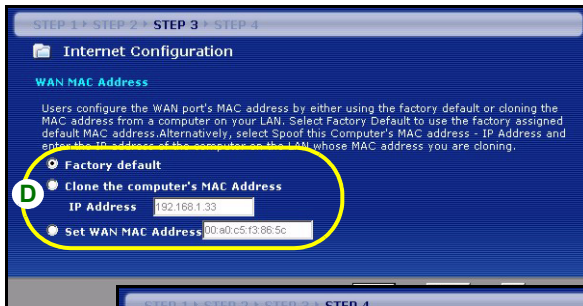 STEP 1 › STEP 2 › STEP 3 › STEP 4
Internet Configuration
WAN MAC Address
Users configure the WAN port's MAC address by either using the factory default or cloning the
MAC address from a computer on your LAN. Select Factory Default to use the factory assigned
default MAC address.Alternatively, select Spoof this Computer's MAC address - IP Address and
enter the IP address of the computer on the LAN whose MAC address you are cloning.
Factory default
D
Clone the computer's MAC Address
IP Address 192.168.1.33
Set WAN MAC Address 00:a0:c5:f3:86:5c
STEP 1 › STEP 2 › STEP 3 › STEP 4